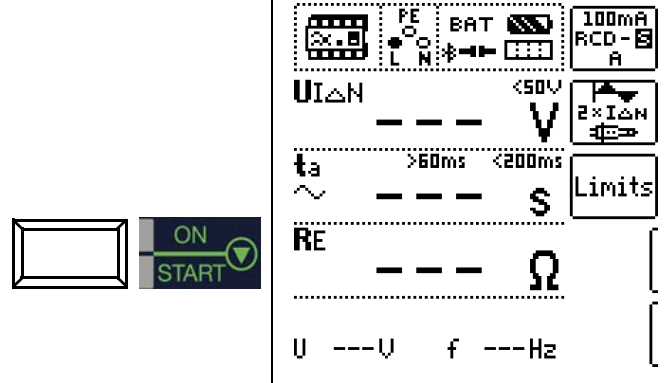 ON
START
PE
L N
BAT
100mA
RCD-S
A
UI△N <50V
--- V
2×I△N
ta >60ms <200ms
~ --- s
Limits
RE
--- Ω
U ---V f ---Hz